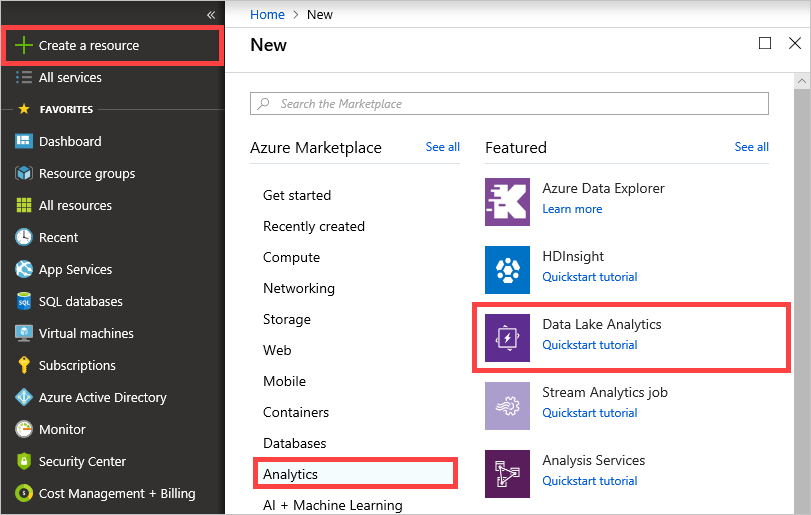 «
Create a resource
All services
FAVORITES
Dashboard
Resource groups
All resources
Recent
App Services
SQL
SQL databases
Virtual machines
Subscriptions
Azure Active Directory
Monitor
Security Center
$
Cost Management + Billing
Home > New
New
Search the Marketplace
Azure Marketplace
See all
Get started
Recently created
Compute
Networking
Storage
Web
Mobile
Containers
Databases
Analytics
AI + Machine Learning
Featured
See all
Azure Data Explorer
Learn more
HDInsight
Quickstart tutorial
Data Lake Analytics
Quickstart tutorial
Stream Analytics job
Quickstart tutorial
Analysis Services
Quickstart tutorial